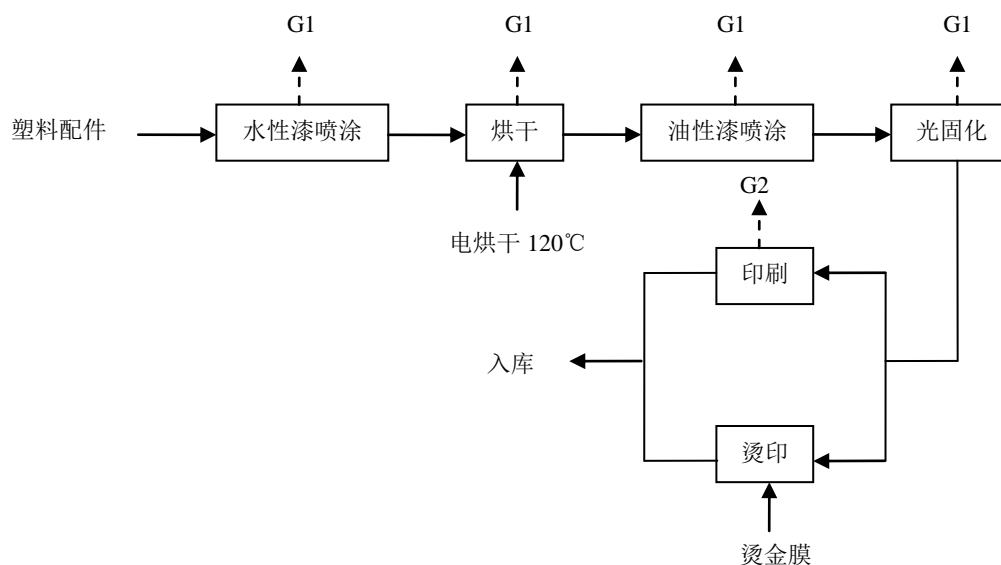 G1
G1
G1
G1
塑料配件
水性漆喷涂
烘干
油性漆喷涂
光固化
G2
电烘干 120℃
印刷
入库
烫印
烫金膜